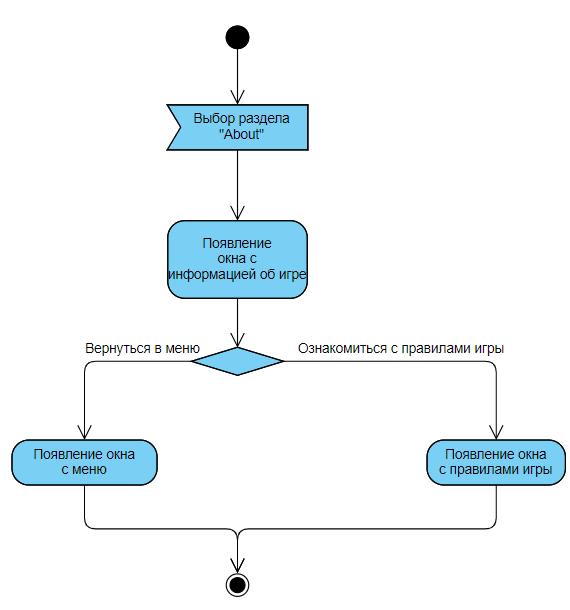 Выбор раздела
"About"
Появление
окна с
информацией об игре
Вернуться в меню
Ознакомиться с правилами игры
Появление окна
с меню
Появление окна
с правилами игры